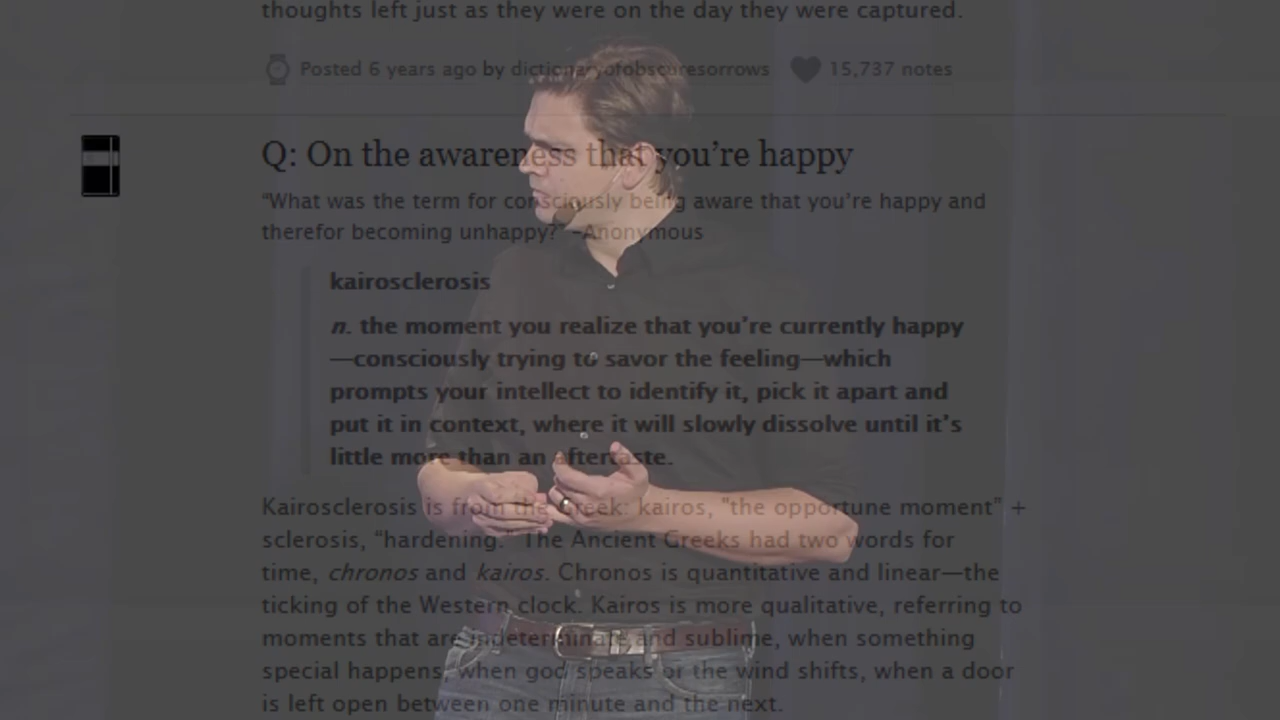 thoughts left just as they were on the day they were captured.
Posted 6 years ago by dictionaryofobscuresorrows 15,737 notes
Q: On the awareness that you're happy
“What was the term for consciously being aware that you're happy and
therefor becoming unhappy?” -Anonymous
kairosclerosis
n. the moment you realize that you're currently happy
—consciously trying to savor the feeling—which
prompts your intellect to identify it, pick it apart and
put it in context, where it will slowly dissolve until it's
little more than an aftertaste.
Kairosclerosis is from the Greek: kairos, “the opportune moment” +
sclerosis, “hardening.” The Ancient Greeks had two words for
time, chronos and kairos. Chronos is quantitative and linear—the
ticking of the Western clock. Kairos is more qualitative, referring to
moments that are indeterminate and sublime, when something
special happens, when god speaks or the wind shifts, when a door
is left open between one minute and the next.